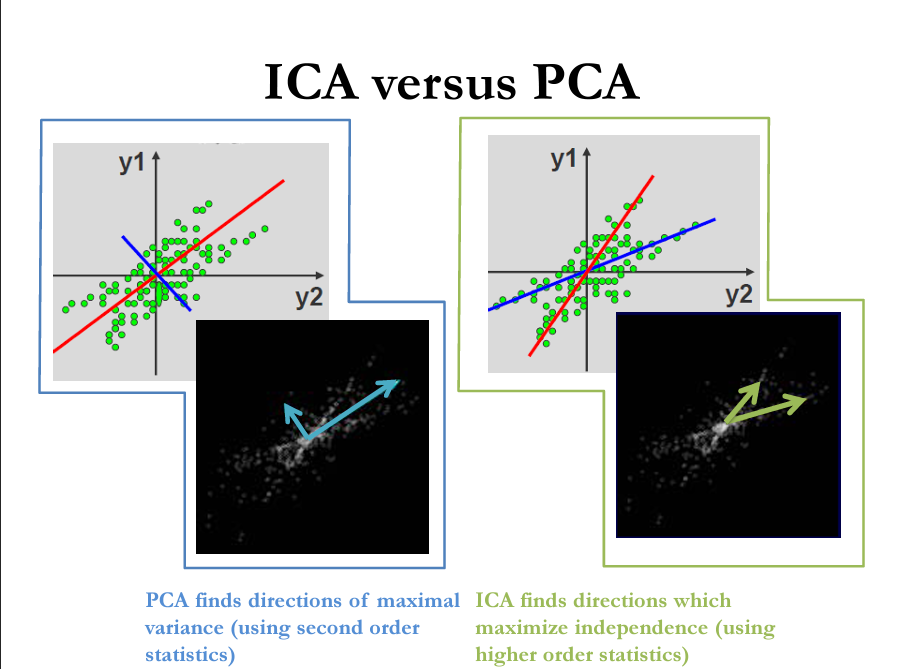 ICA versus PCA
y1
y2
y1
y2
PCA finds directions of maximal
variance (using second order
statistics)
ICA finds directions which
maximize independence (using
higher order statistics)